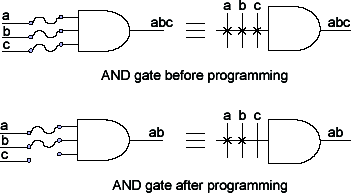 a b c abc a b c abc
AND gate before programming
a b c ab a b c ab
AND gate after programming